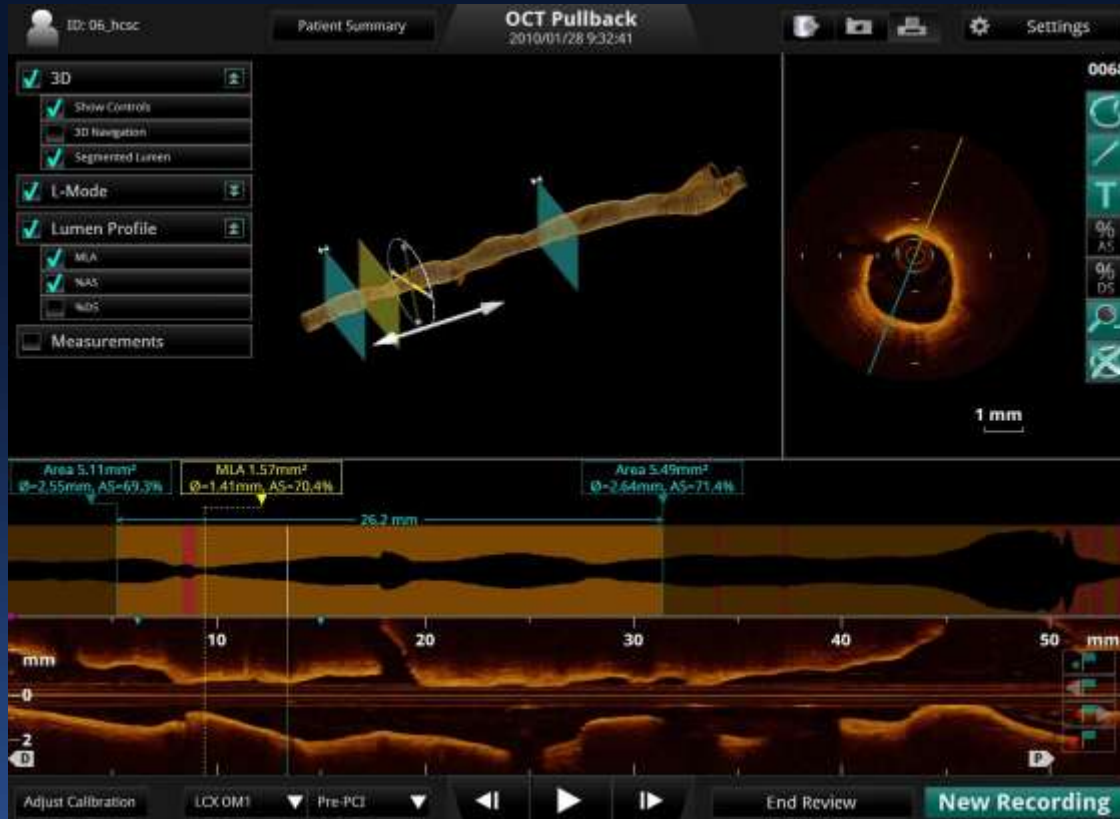 ID: 06_hcsc
Patient Summary
OCT Pullback
2010/01/28 9:32:41
Settings
3D
Show Controls
3D Navigation
Segmented Lumen
L-Mode
Lumen Profile
MLA
%AS
%DS
Measurements
T
%
AS
%
DS
1 mm
Area 5.11mm²
Ø=2.55mm, AS=69.3%
MLA 1.57mm²
Ø=1.41mm, AS=70.4%
Area 5.49mm²
Ø=2.64mm, AS=71.4%
26.2 mm
10 20 30 40 50 mm
mm
0
2
D
P
Adjust Calibration
LCX OM1
Pre-PCI
End Review
New Recording